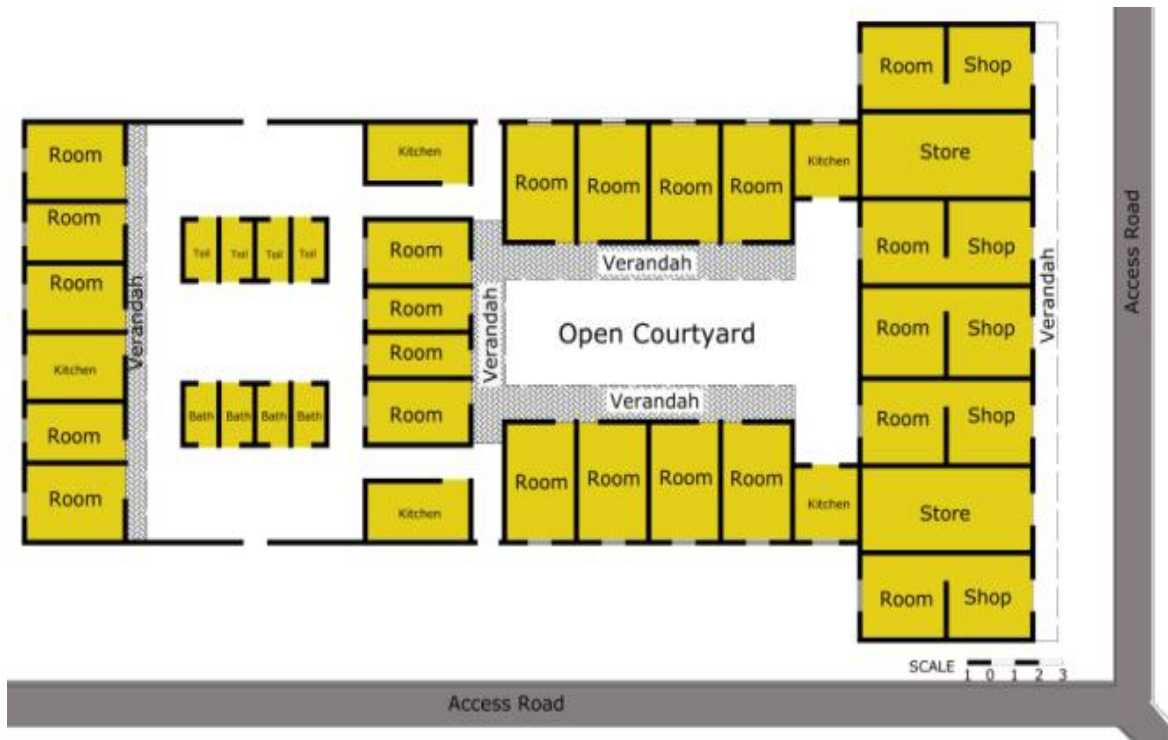 Room Shop
Store
Room Shop
Room Shop
Room Shop
Store
Room Shop
Verandah
Access Road
Room
Room
Room
Kitchen
Room
Room
Verandah
Toil Toil Toil Toil
Bath Bath Bath Bath
Kitchen
Room
Room
Room
Room
Kitchen
Verandah
Room Room Room Room Kitchen
Verandah
Open Courtyard
Verandah
Room Room Room Room Kitchen
SCALE 1 0 1 2 3
Access Road